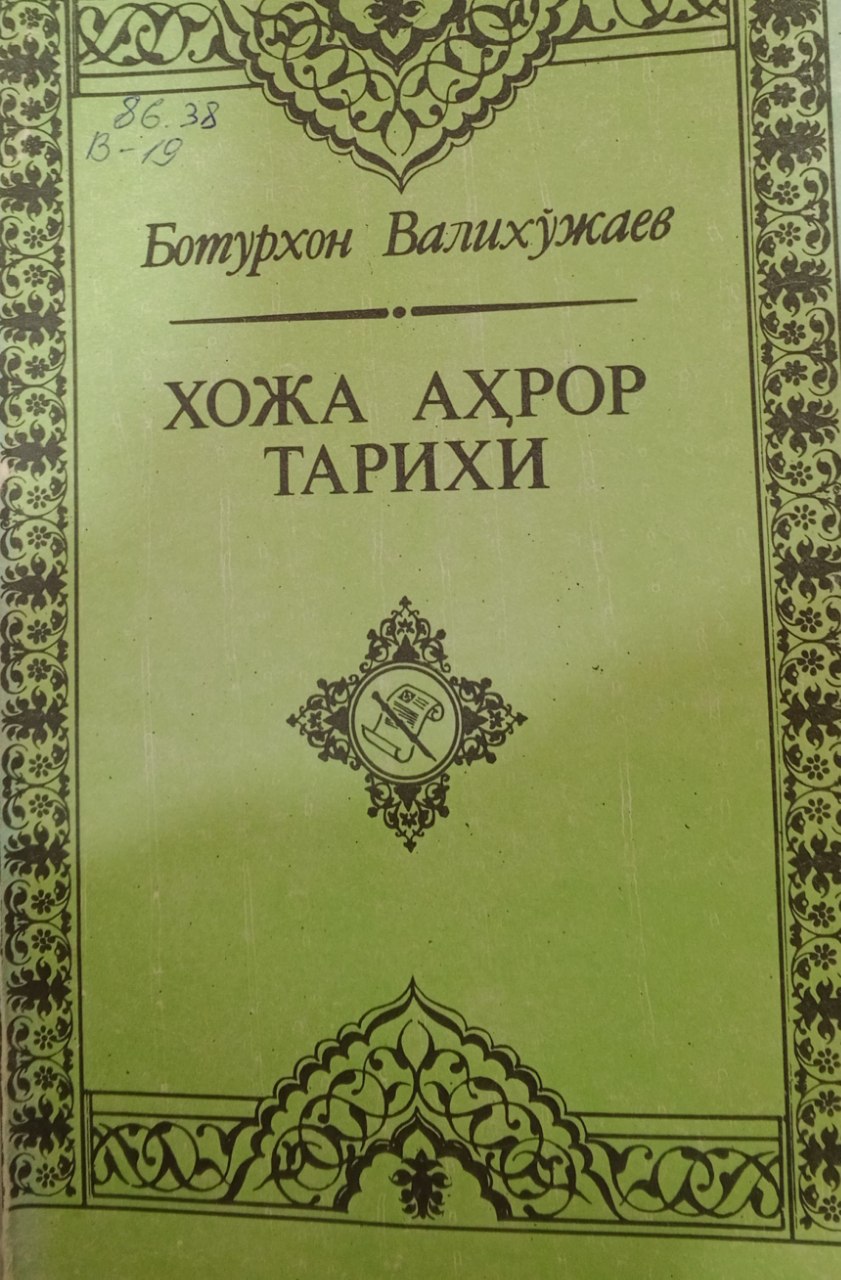 86.38
В-19
Ботурхон Валихўжаев
ХОЖА АҲРОР
ТАРИХИ